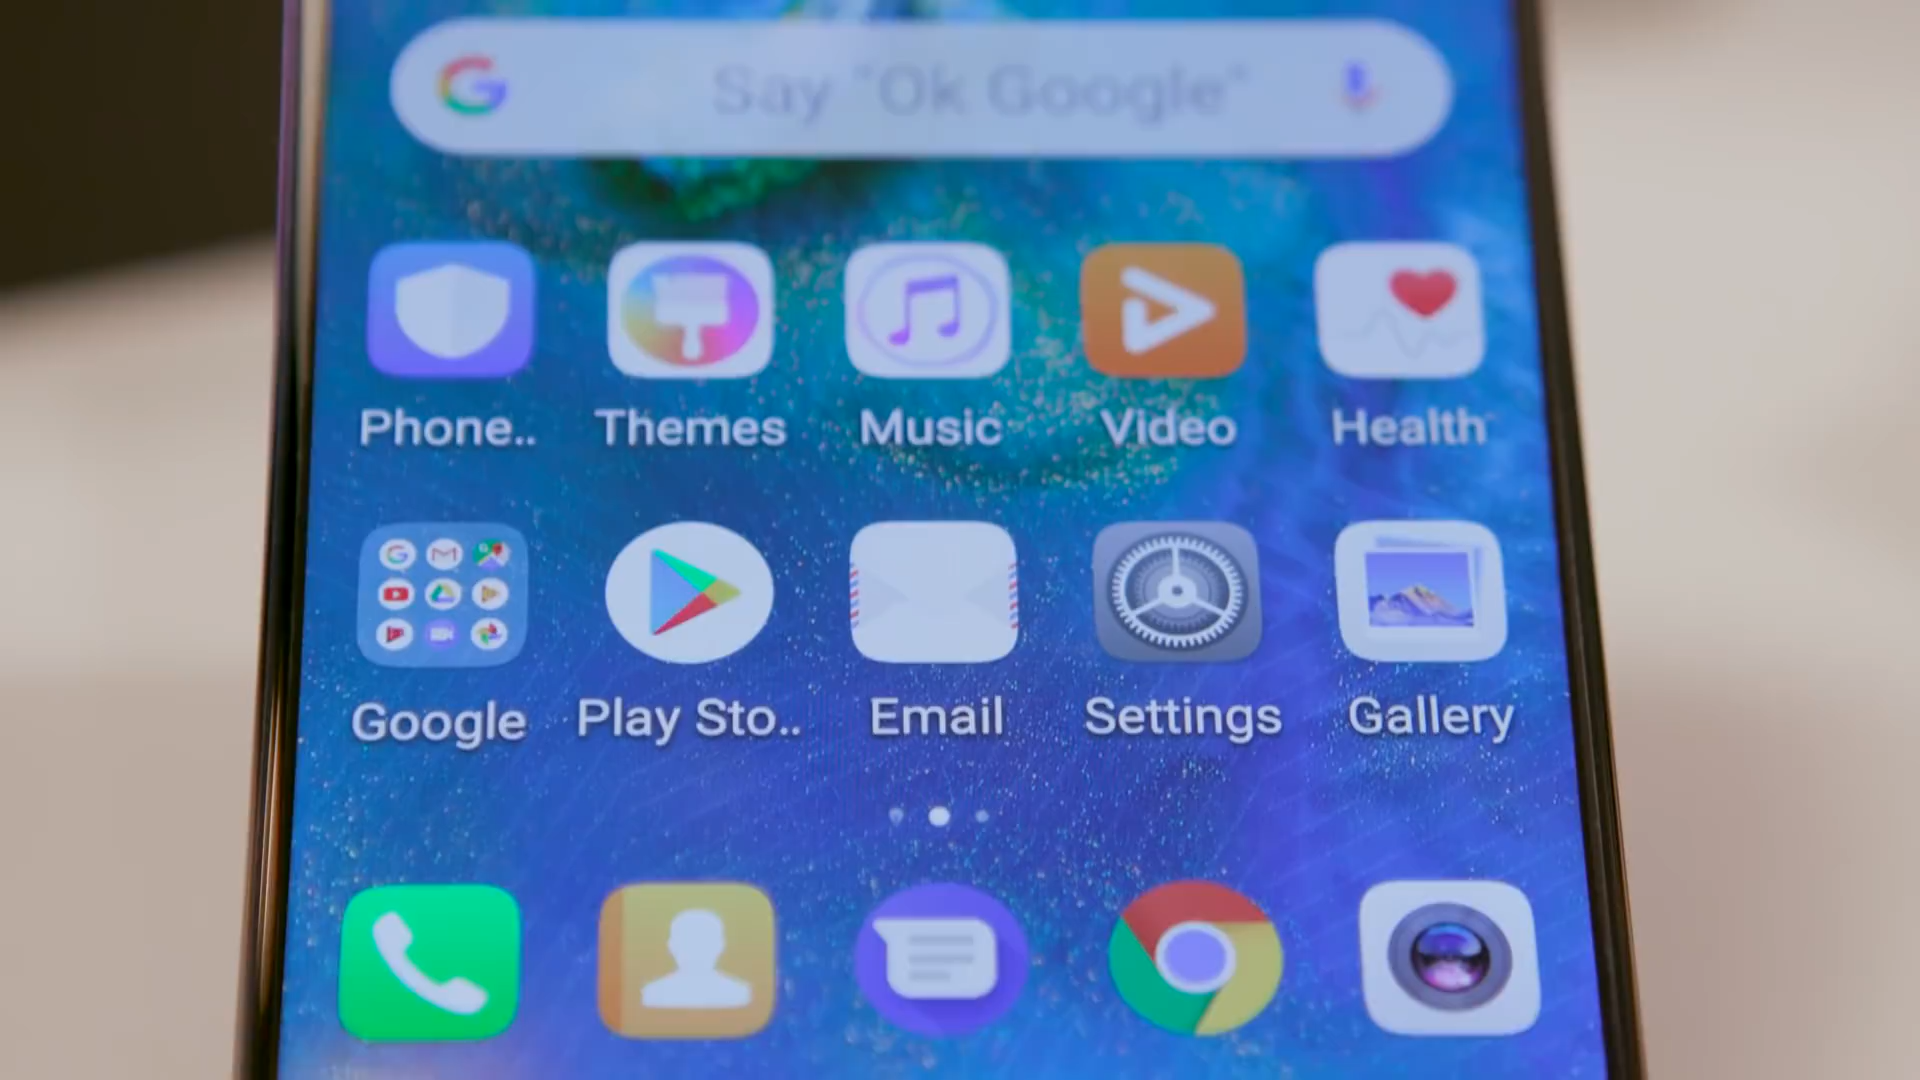 Say "Ok Google"
Phone.. Themes Music Video Health
Google Play Sto.. Email Settings Gallery